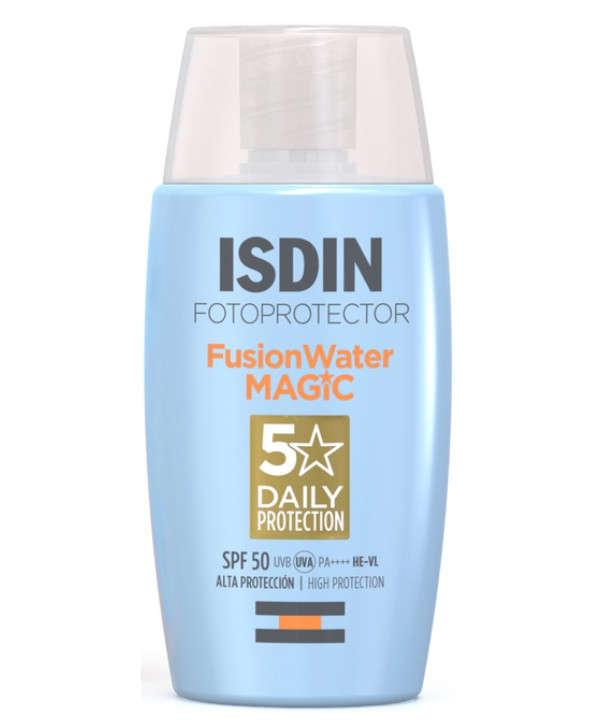 ISDIN
FOTOPROTECTOR
FusionWater
MAGIC
5☆
DAILY
PROTECTION
SPF 50 UVB UVA PA++++ HE-VL
ALTA PROTECCIÓN | HIGH PROTECTION